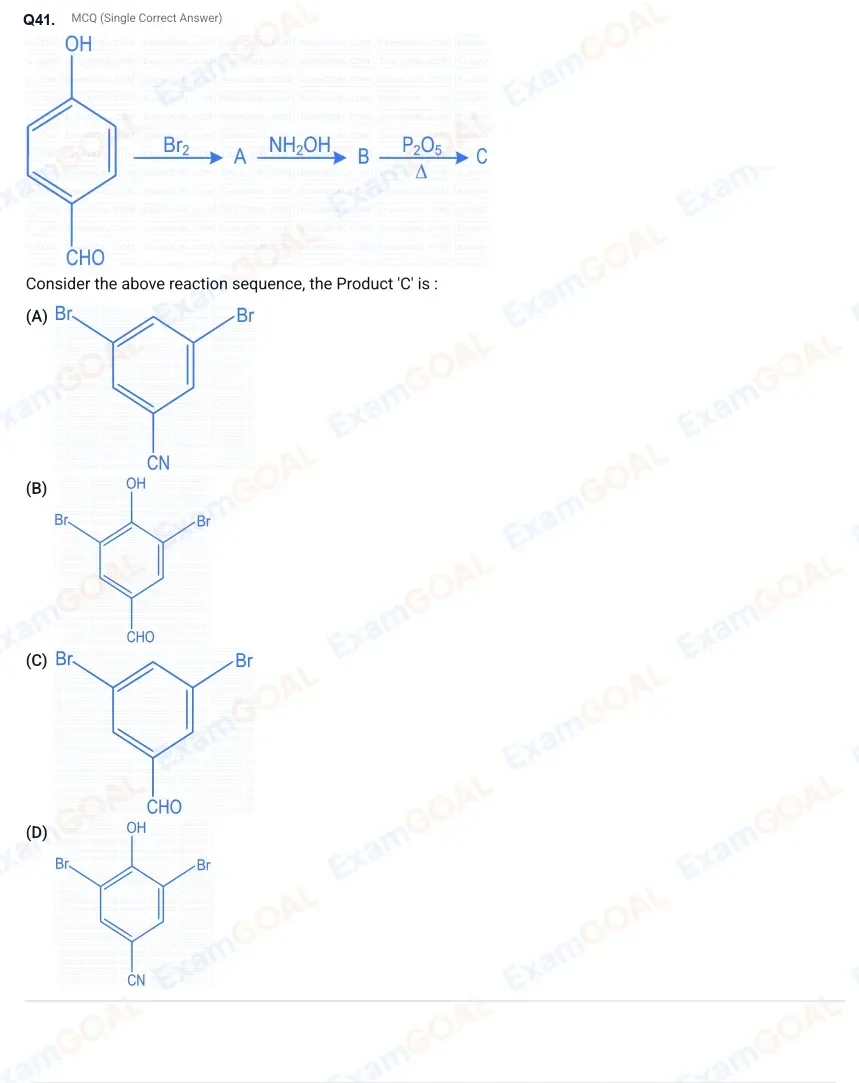 Q41. MCQ (Single Correct Answer)
OH
Br₂ A NH₂OH B P₂O₅ C
Δ
CHO
Consider the above reaction sequence, the Product 'C' is :
(A) Br Br
CN
(B) OH
Br Br
CHO
(C) Br Br
CHO
(D) OH
Br Br
CN
ExamGOAL